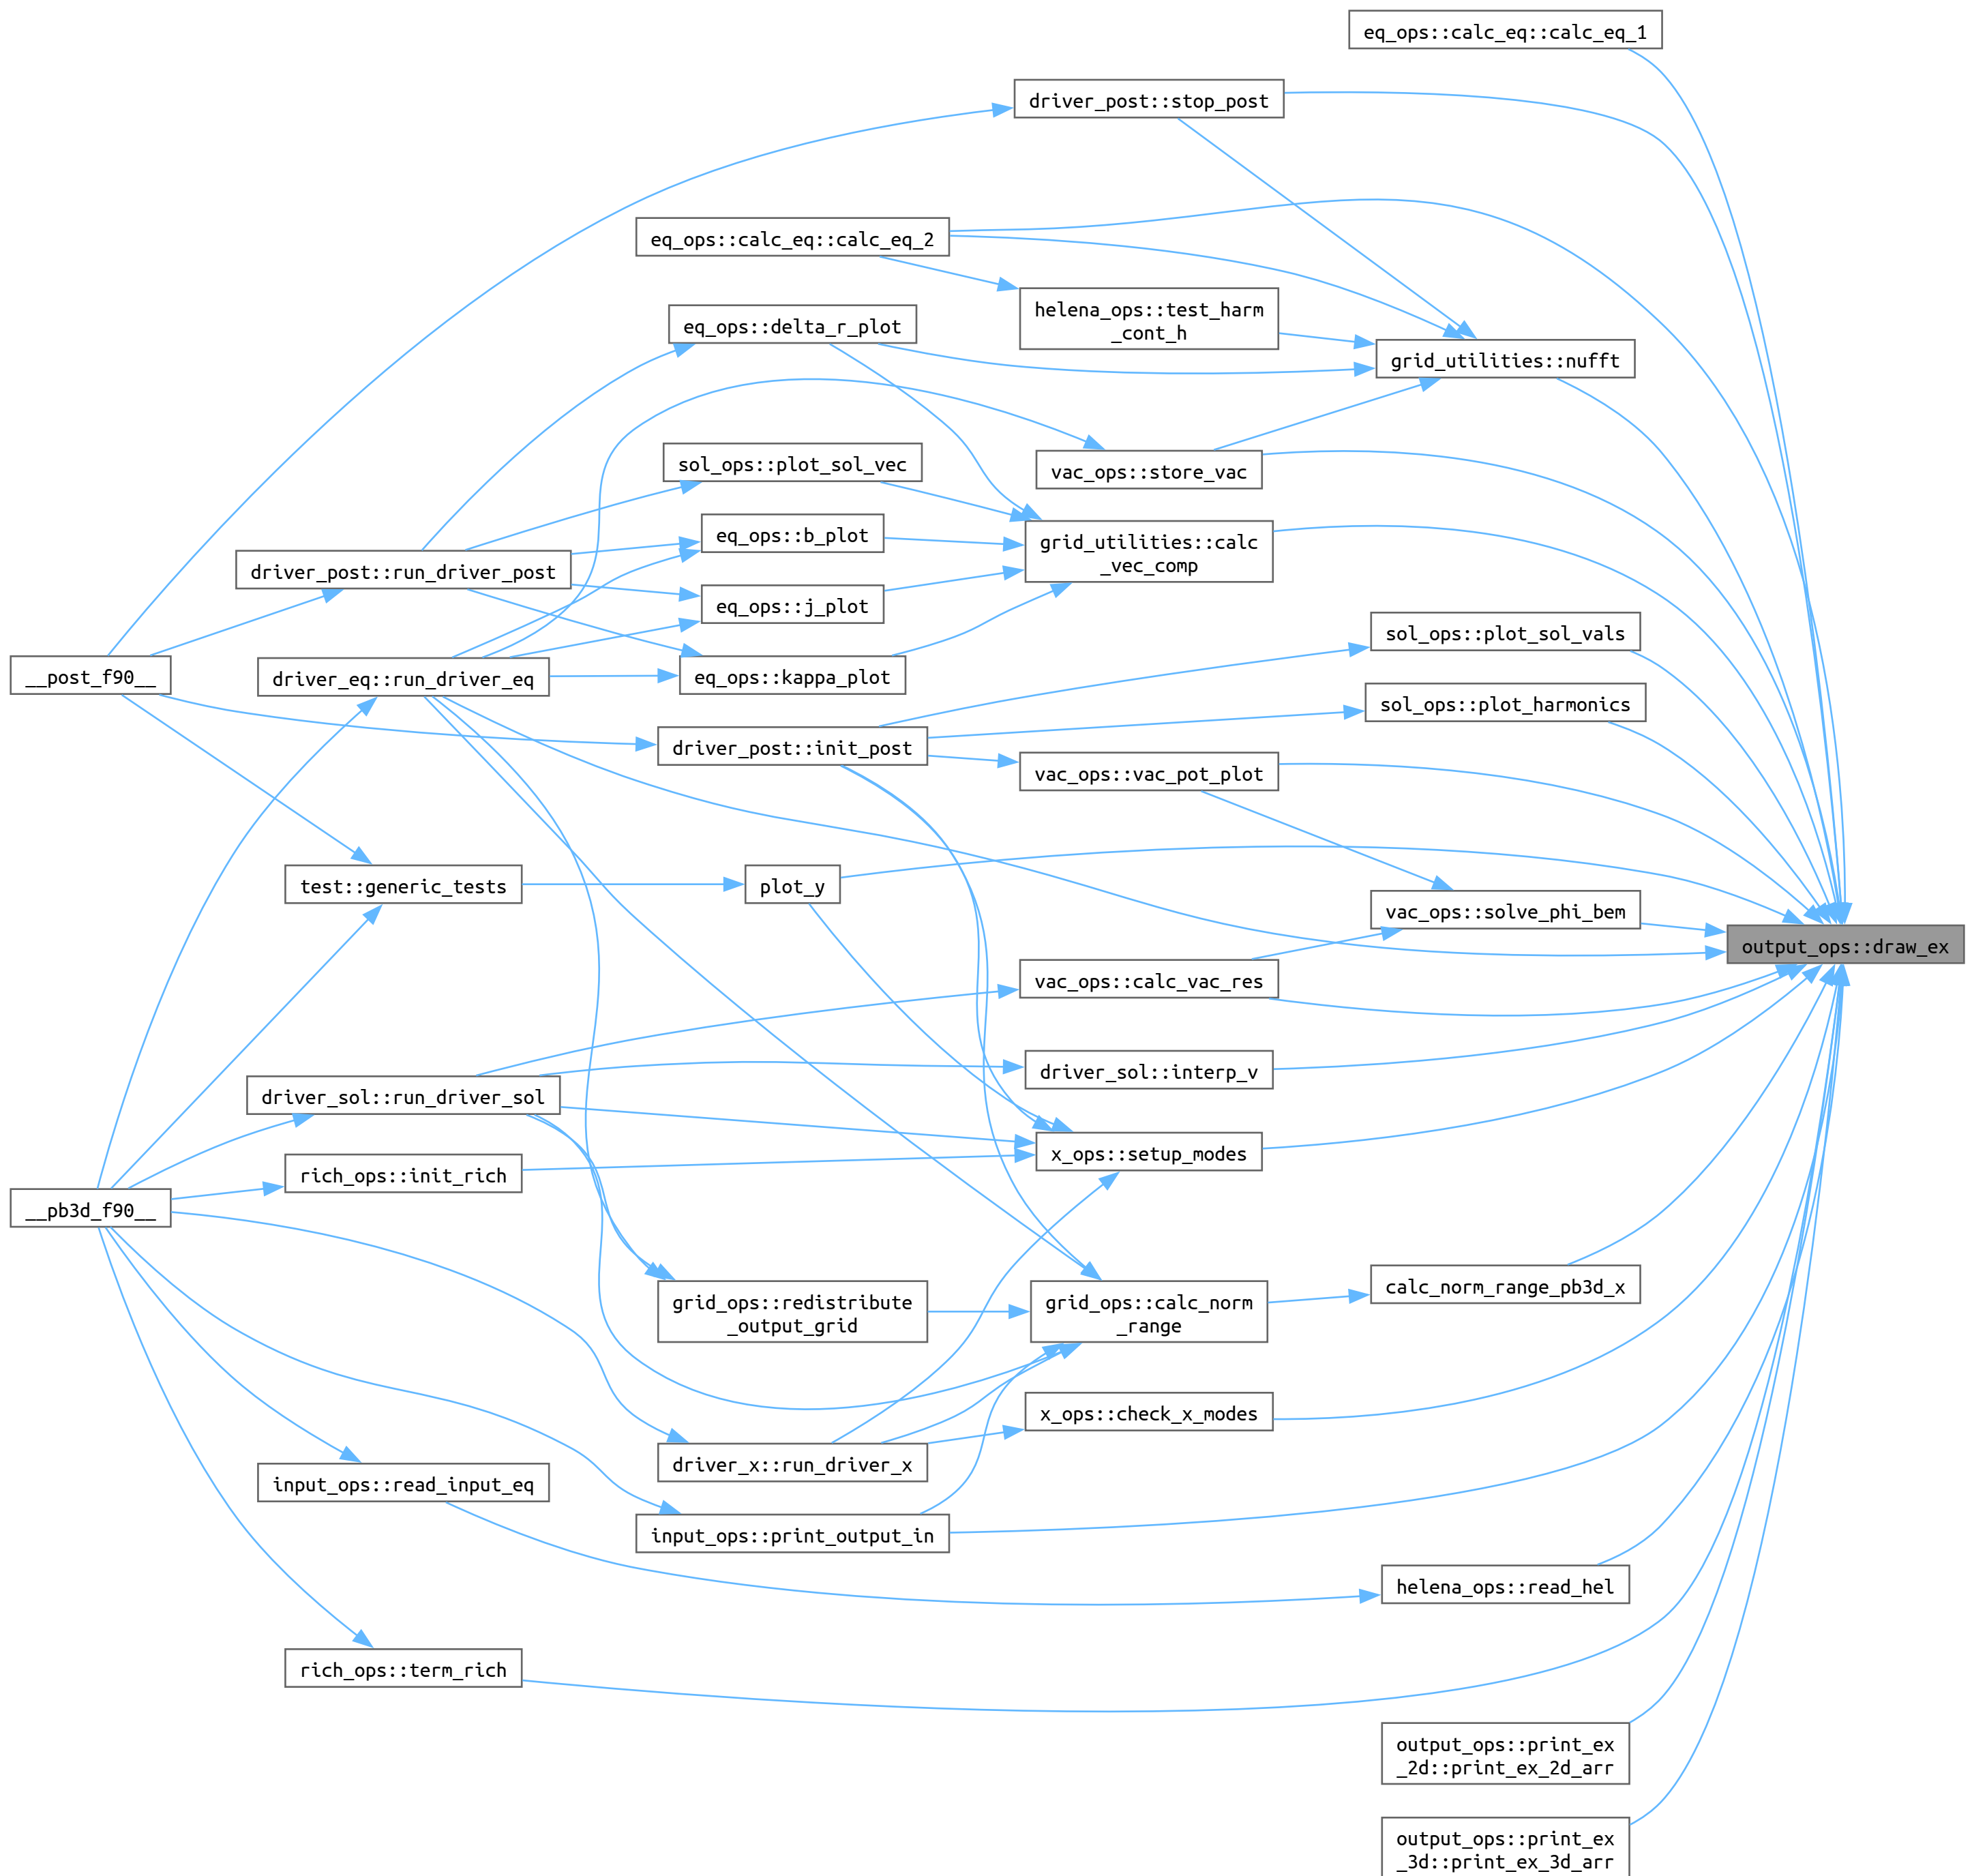 eq_ops::calc_eq::calc_eq_1
driver_post::stop_post
eq_ops::calc_eq::calc_eq_2
helena_ops::test_harm
_cont_h
eq_ops::delta_r_plot
grid_utilities::nufft
sol_ops::plot_sol_vec
vac_ops::store_vac
eq_ops::b_plot
grid_utilities::calc
_vec_comp
driver_post::run_driver_post
eq_ops::j_plot
sol_ops::plot_sol_vals
__post_f90__
driver_eq::run_driver_eq
eq_ops::kappa_plot
sol_ops::plot_harmonics
driver_post::init_post
vac_ops::vac_pot_plot
test::generic_tests
plot_y
vac_ops::solve_phi_bem
output_ops::draw_ex
vac_ops::calc_vac_res
driver_sol::interp_v
driver_sol::run_driver_sol
x_ops::setup_modes
rich_ops::init_rich
__pb3d_f90__
grid_ops::redistribute
_output_grid
grid_ops::calc_norm
_range
calc_norm_range_pb3d_x
x_ops::check_x_modes
driver_x::run_driver_x
input_ops::read_input_eq
input_ops::print_output_in
helena_ops::read_hel
rich_ops::term_rich
output_ops::print_ex
_2d::print_ex_2d_arr
output_ops::print_ex
_3d::print_ex_3d_arr